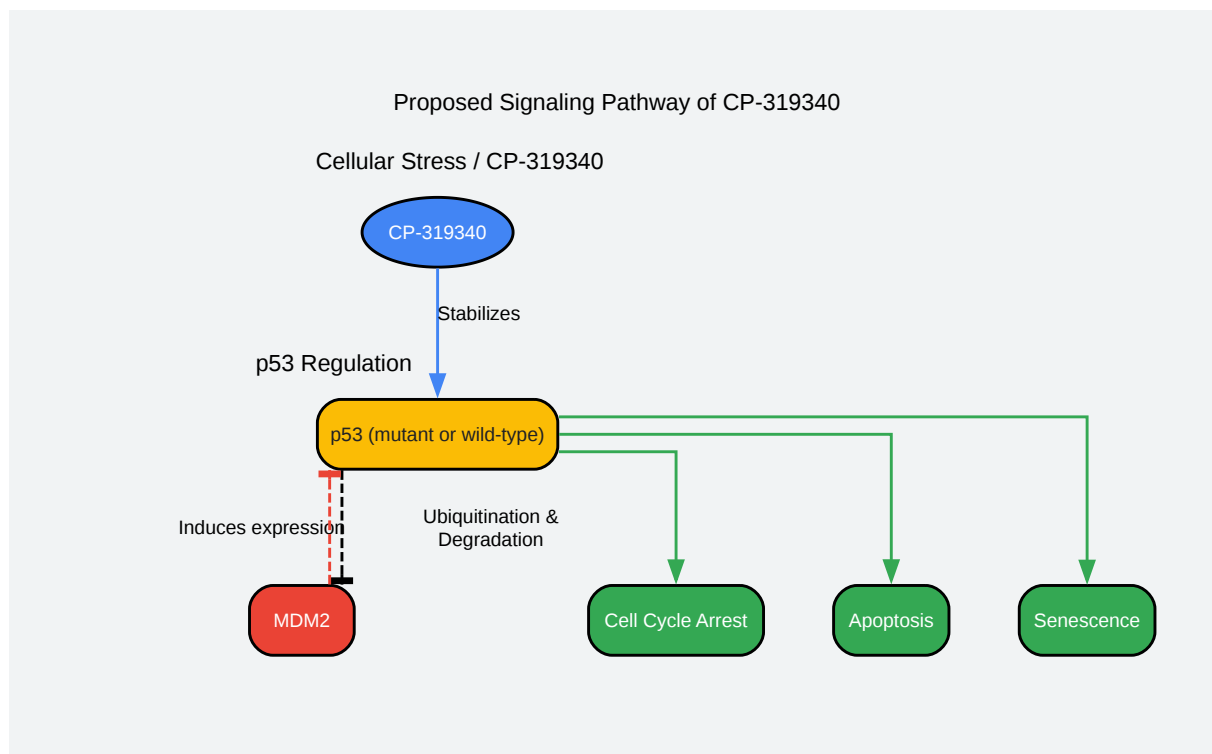 Proposed Signaling Pathway of CP-319340
Cellular Stress / CP-319340
CP-319340
Stabilizes
p53 Regulation
p53 (mutant or wild-type)
Induces expression
Ubiquitination &
Degradation
MDM2
Cell Cycle Arrest
Apoptosis
Senescence